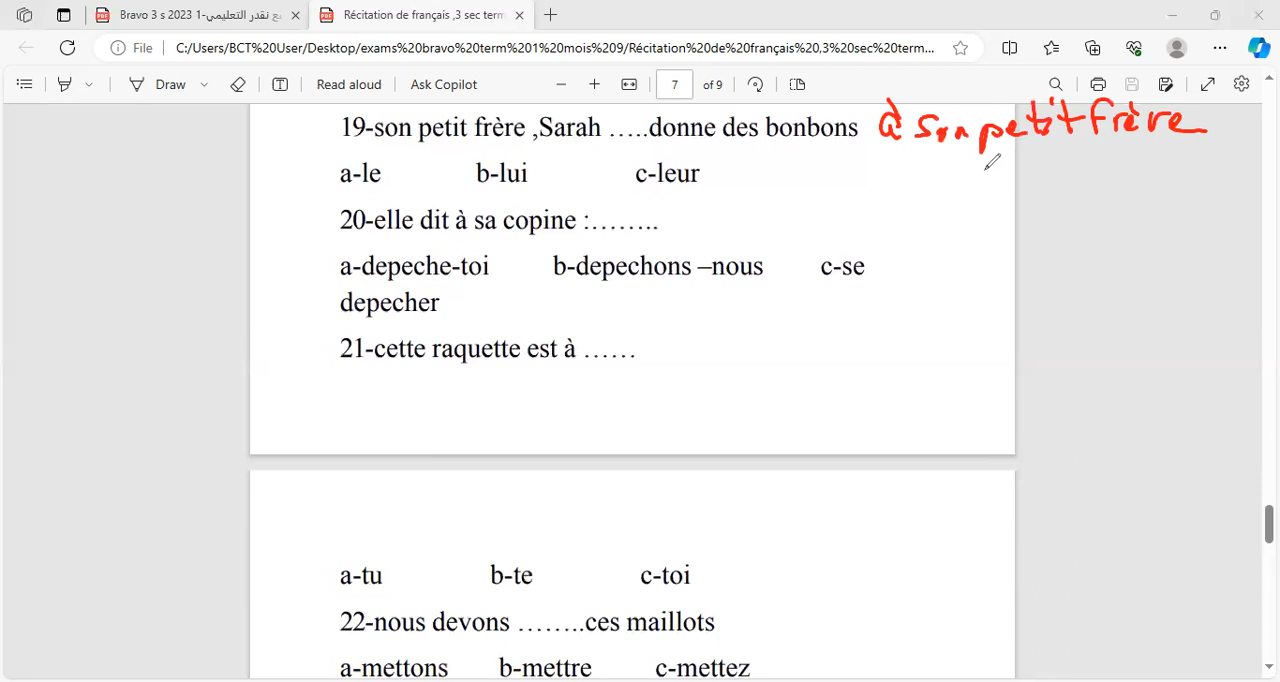 Bravo 3 s 2023 1-مع نقدر التعليمي
Récitation de français ,3 sec term
File
C:/Users/BCT%20User/Desktop/exams%20bravo%20term%201%20mois%209/Récitation%20de%20français%20,3%20sec%20term...
Draw
Read aloud
Ask Copilot
7
of 9
19-son petit frère ,Sarah …..donne des bonbons
à son petit frère
a-le b-lui c-leur
20-elle dit à sa copine :……..
a-depeche-toi b-depechons –nous c-se
depecher
21-cette raquette est à ……
a-tu b-te c-toi
22-nous devons ……..ces maillots
a-mettons b-mettre c-mettez